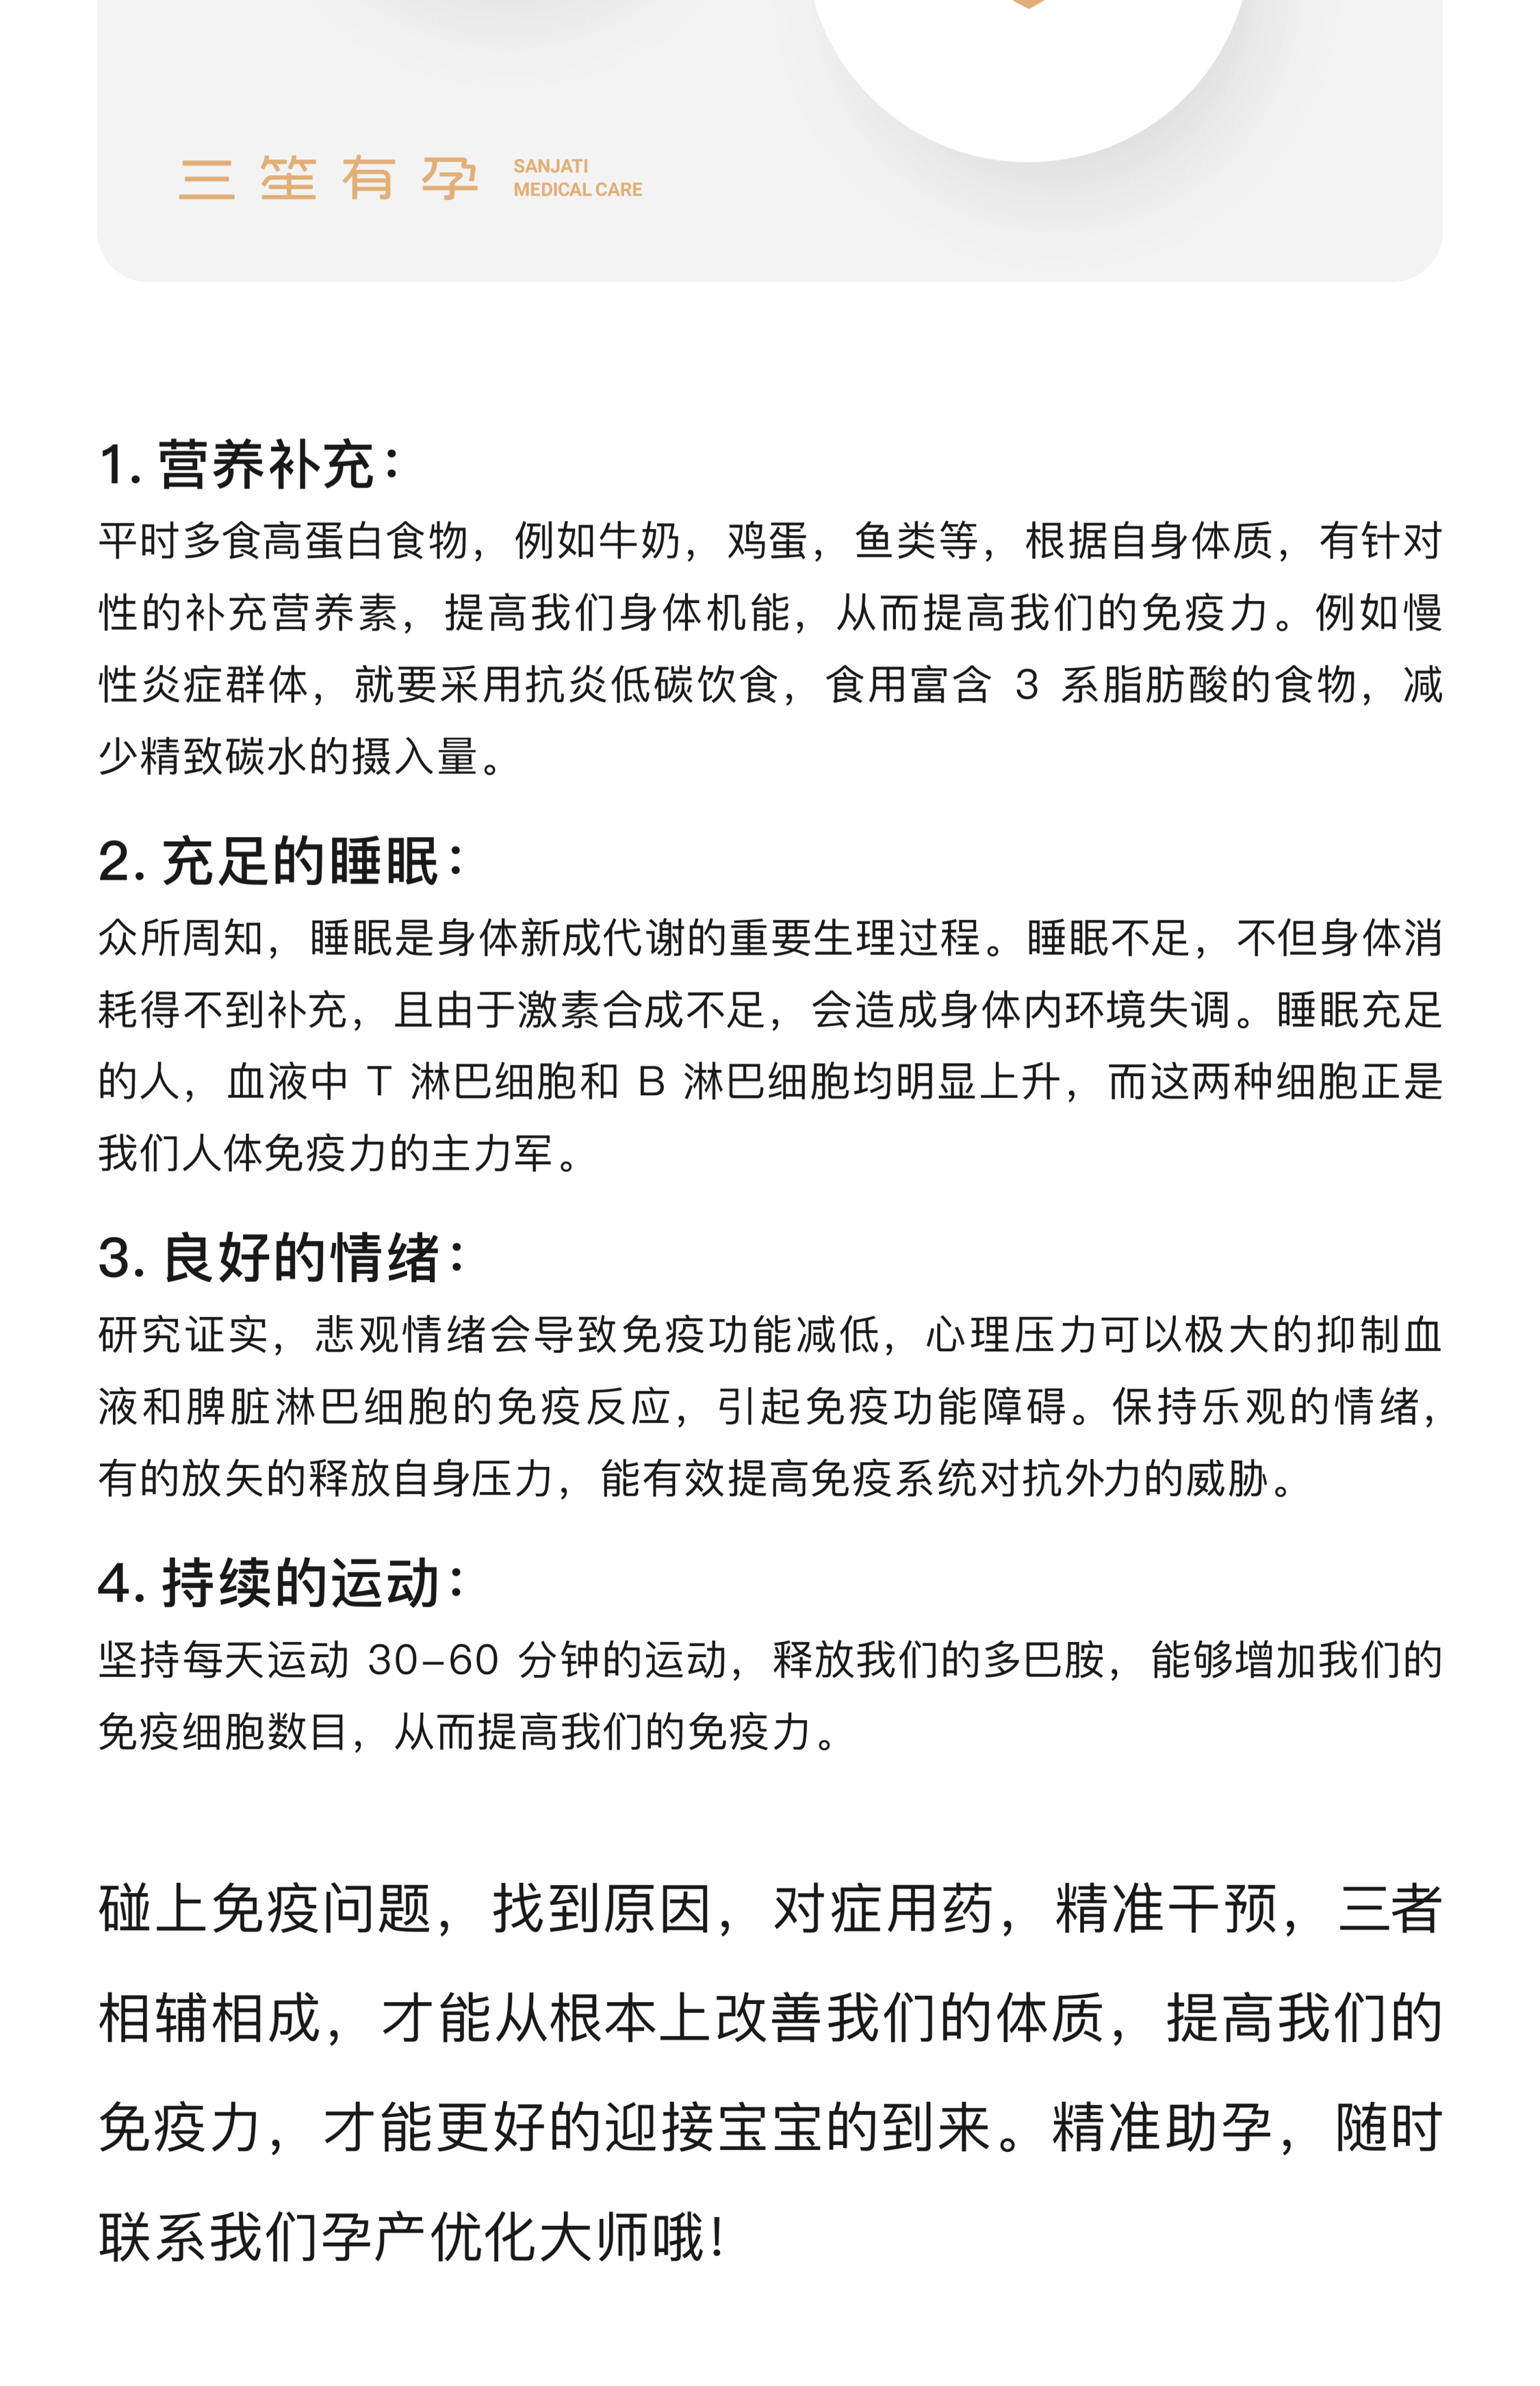 三笙有孕
SANJATI
MEDICAL CARE
1. 营养补充：
平时多食高蛋白食物，例如牛奶，鸡蛋，鱼类等，根据自身体质，有针对
性的补充营养素，提高我们身体机能，从而提高我们的免疫力。例如慢
性炎症群体，就要采用抗炎低碳饮食，食用富含 3 系脂肪酸的食物，减
少精致碳水的摄入量。
2. 充足的睡眠：
众所周知，睡眠是身体新成代谢的重要生理过程。睡眠不足，不但身体消
耗得不到补充，且由于激素合成不足，会造成身体内环境失调。睡眠充足
的人，血液中 T 淋巴细胞和 B 淋巴细胞均明显上升，而这两种细胞正是
我们人体免疫力的主力军。
3. 良好的情绪：
研究证实，悲观情绪会导致免疫功能减低，心理压力可以极大的抑制血
液和脾脏淋巴细胞的免疫反应，引起免疫功能障碍。保持乐观的情绪，
有的放矢的释放自身压力，能有效提高免疫系统对抗外力的威胁。
4. 持续的运动：
坚持每天运动 30–60 分钟的运动，释放我们的多巴胺，能够增加我们的
免疫细胞数目，从而提高我们的免疫力。
碰上免疫问题，找到原因，对症用药，精准干预，三者
相辅相成，才能从根本上改善我们的体质，提高我们的
免疫力，才能更好的迎接宝宝的到来。精准助孕，随时
联系我们孕产优化大师哦！